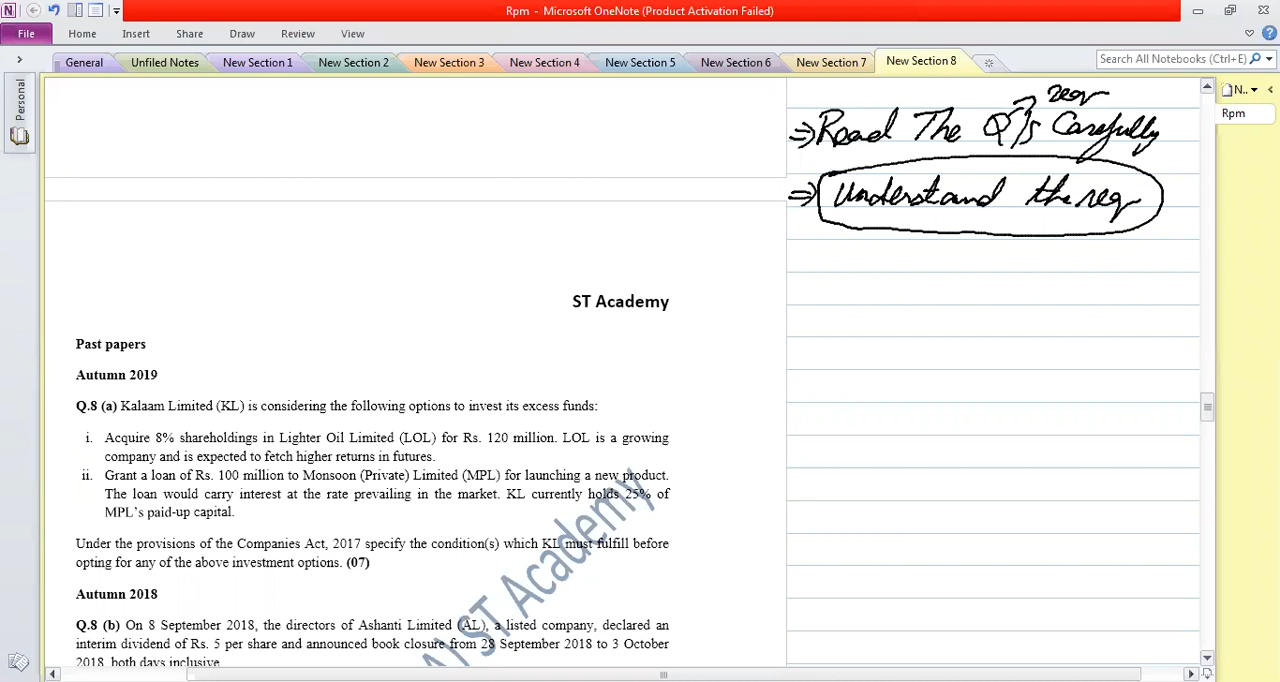 Rpm - Microsoft OneNote (Product Activation Failed)
File Home Insert Share Draw Review View
General Unfiled Notes New Section 1 New Section 2 New Section 3 New Section 4 New Section 5 New Section 6 New Section 7 New Section 8 Search All Notebooks (Ctrl+E)
Personal
N..
Rpm
req
⇒ Read The Q's Carefully
⇒ Understand the req
ST Academy
Past papers
Autumn 2019
Q.8 (a) Kalaam Limited (KL) is considering the following options to invest its excess funds:
i. Acquire 8% shareholdings in Lighter Oil Limited (LOL) for Rs. 120 million. LOL is a growing
company and is expected to fetch higher returns in futures.
ii. Grant a loan of Rs. 100 million to Monsoon (Private) Limited (MPL) for launching a new product.
The loan would carry interest at the rate prevailing in the market. KL currently holds 25% of
MPL's paid-up capital.
Under the provisions of the Companies Act, 2017 specify the condition(s) which KL must fulfill before
opting for any of the above investment options. (07)
Autumn 2018
Q.8 (b) On 8 September 2018, the directors of Ashanti Limited (AL), a listed company, declared an
interim dividend of Rs. 5 per share and announced book closure from 28 September 2018 to 3 October
2018, both days inclusive
ST Academy